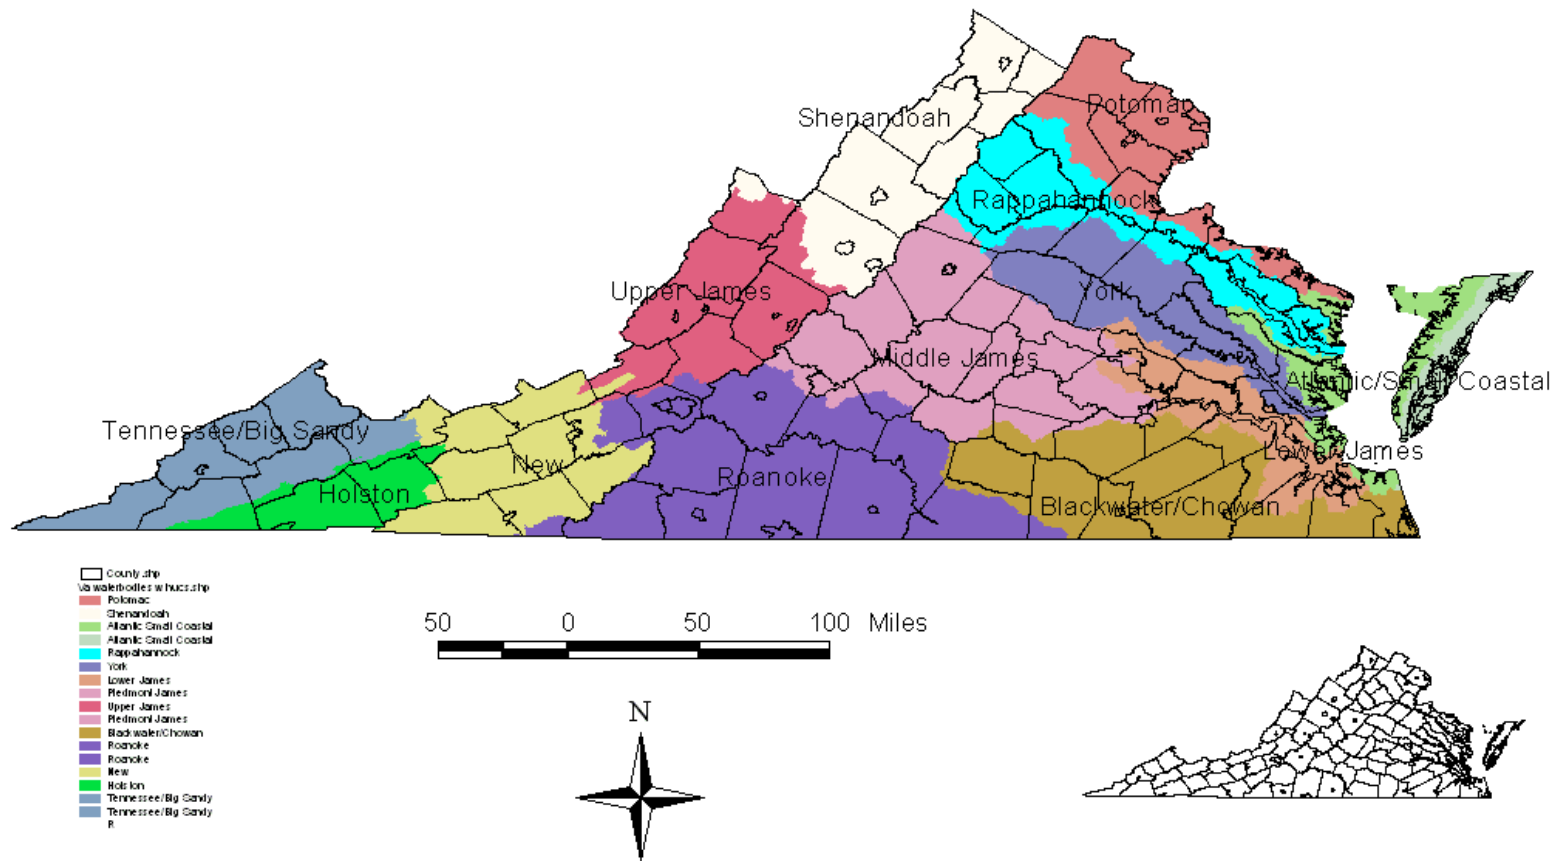 Shenandoah
Potomac
Rappahannock
Upper James
York
Middle James
Atlantic/Small Coastal
Tennessee/Big Sandy
New
Lower James
Holston
Roanoke
Blackwater/Chowan
County.shp
Va waterbodies w hucs.shp
Potomac
Shenandoah
Atlantic Small Coastal
Atlantic Small Coastal
Rappahannock
York
Lower James
Piedmont James
Upper James
Piedmont James
Blackwater/Chowan
Roanoke
Roanoke
New
Holston
Tennessee/Big Sandy
Tennessee/Big Sandy
R
50 0 50 100 Miles
N